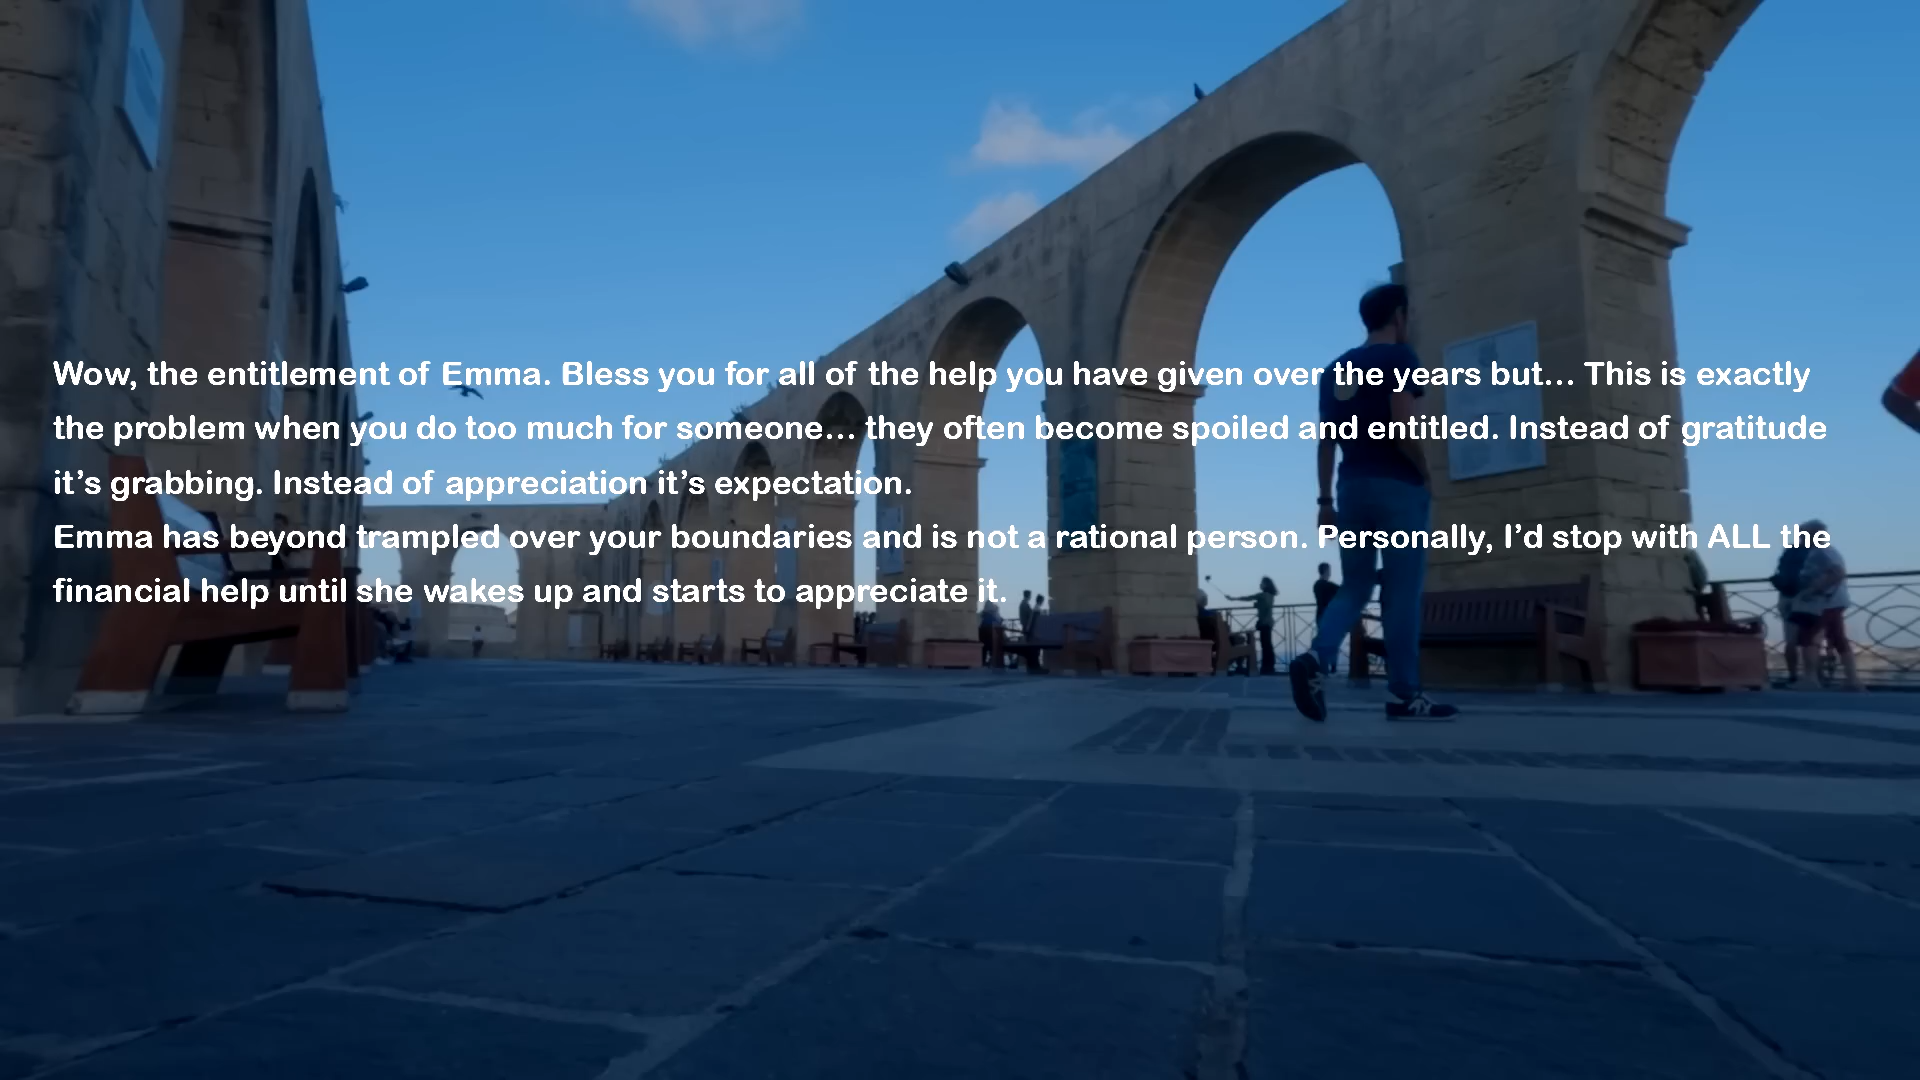 Wow, the entitlement of Emma. Bless you for all of the help you have given over the years but… This is exactly
the problem when you do too much for someone… they often become spoiled and entitled. Instead of gratitude
it’s grabbing. Instead of appreciation it’s expectation.
Emma has beyond trampled over your boundaries and is not a rational person. Personally, I’d stop with ALL the
financial help until she wakes up and starts to appreciate it.